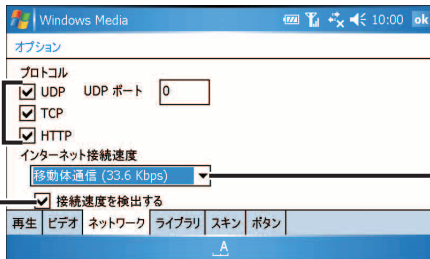 Windows Media 10:00 ok
オプション
プロトコル
UDP UDP ポート 0
TCP
HTTP
インターネット接続速度
移動体通信 (33.6 Kbps)
接続速度を検出する
再生 ビデオ ネットワーク ライブラリ スキン ボタン
A